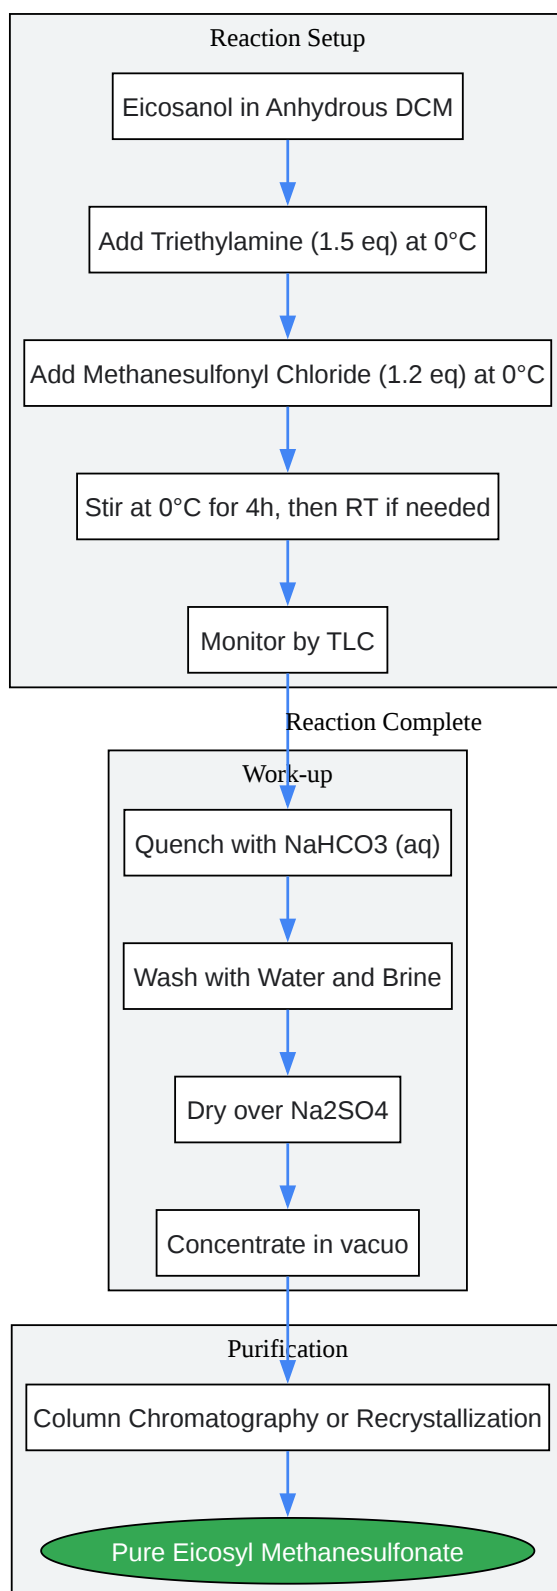 Reaction Setup
Eicosanol in Anhydrous DCM
Add Triethylamine (1.5 eq) at 0°C
Add Methanesulfonyl Chloride (1.2 eq) at 0°C
Stir at 0°C for 4h, then RT if needed
Monitor by TLC
Reaction Complete
Work-up
Quench with NaHCO3 (aq)
Wash with Water and Brine
Dry over Na2SO4
Concentrate in vacuo
Purification
Column Chromatography or Recrystallization
Pure Eicosyl Methanesulfonate